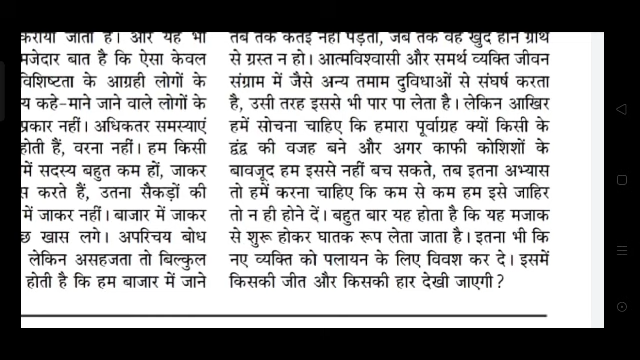 कराया जाता है। और यह भी
मजेदार बात है कि ऐसा केवल
विशिष्टता के आग्रही लोगों के
य कहे-माने जाने वाले लोगों के
प्रकार नहीं। अधिकतर समस्याएं
होती हैं, वरना नहीं। हम किसी
में सदस्य बहुत कम हों, जाकर
स करते हैं, उतना सैकड़ों की
में जाकर नहीं। बाजार में जाकर
छ खास लगे। अपरिचय बोध
लेकिन असहजता तो बिल्कुल
होती है कि हम बाजार में जाने
तब तक कतई नहीं पड़ता, जब तक वह खुद हीन ग्रंथि
से ग्रस्त न हो। आत्मविश्वासी और समर्थ व्यक्ति जीवन
संग्राम में जैसे अन्य तमाम दुविधाओं से संघर्ष करता
है, उसी तरह इससे भी पार पा लेता है। लेकिन आखिर
हमें सोचना चाहिए कि हमारा पूर्वाग्रह क्यों किसी के
द्वंद्व की वजह बने और अगर काफी कोशिशों के
बावजूद हम इससे नहीं बच सकते, तब इतना अभ्यास
तो हमें करना चाहिए कि कम से कम हम इसे जाहिर
तो न ही होने दें। बहुत बार यह होता है कि यह मजाक
से शुरू होकर घातक रूप लेता जाता है। इतना भी कि
नए व्यक्ति को पलायन के लिए विवश कर दे। इसमें
किसकी जीत और किसकी हार देखी जाएगी?